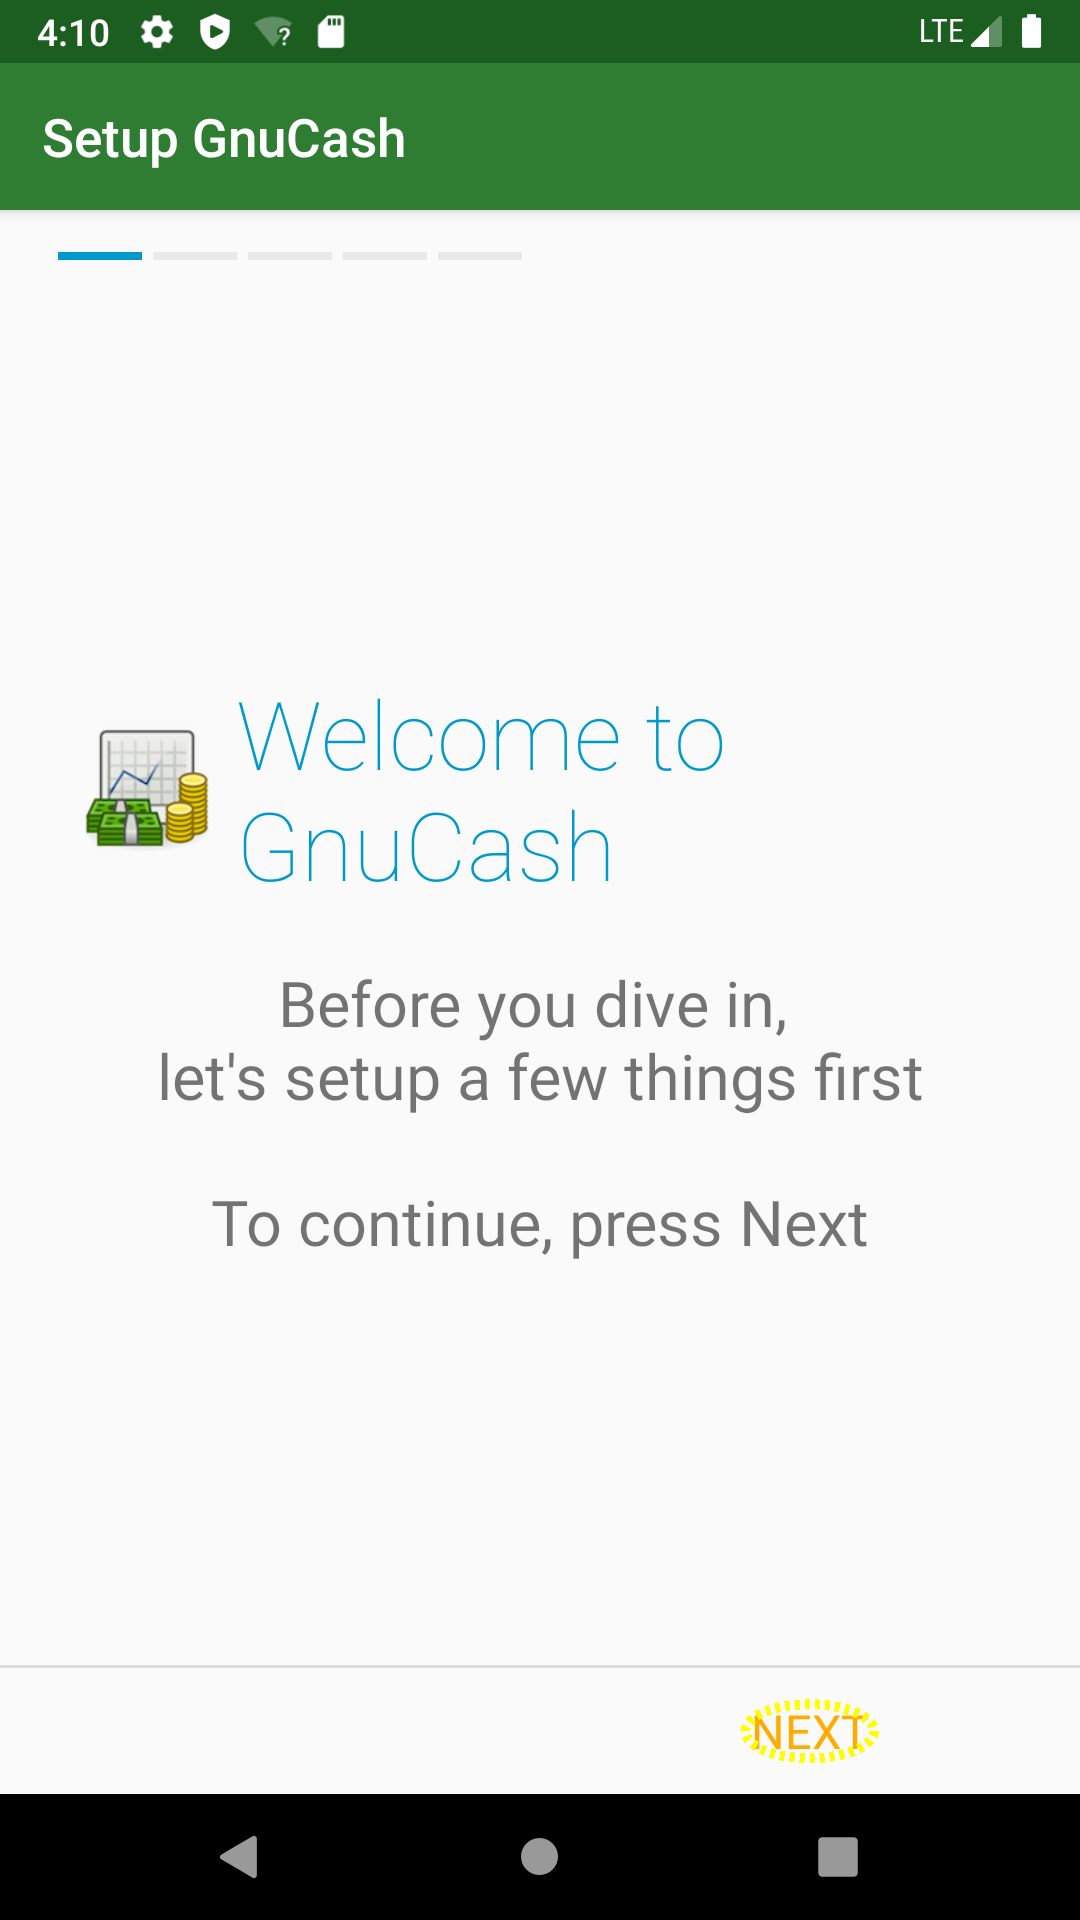 4:10
LTE
Setup GnuCash
Welcome to
GnuCash
Before you dive in,
let's setup a few things first
To continue, press Next
NEXT